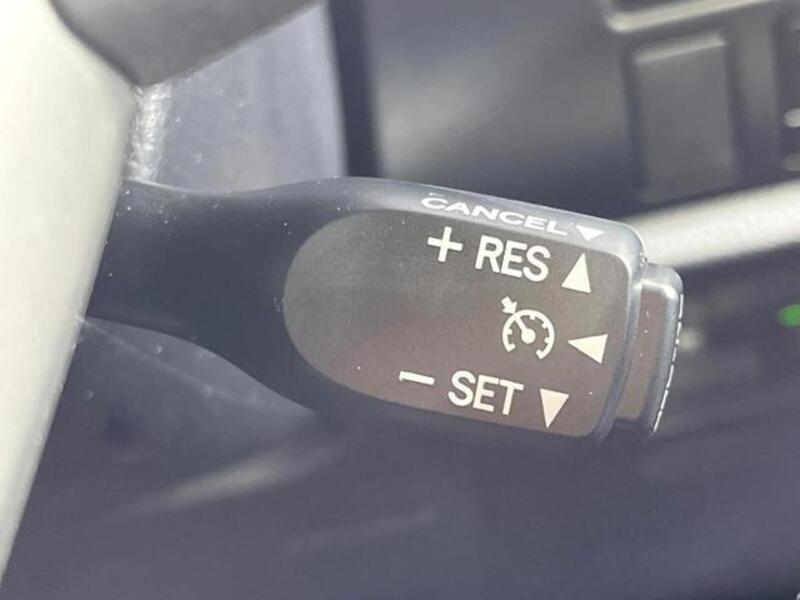 CANCEL
+ RES
- SET